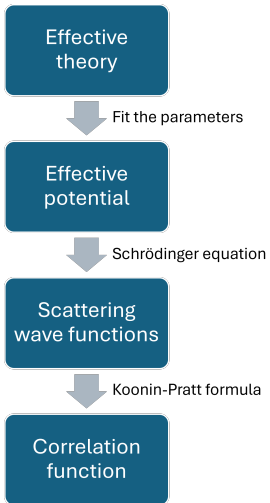 Effective
theory
Fit the parameters
Effective
potential
Schrödinger equation
Scattering
wave functions
Koonin-Pratt formula
Correlation
function